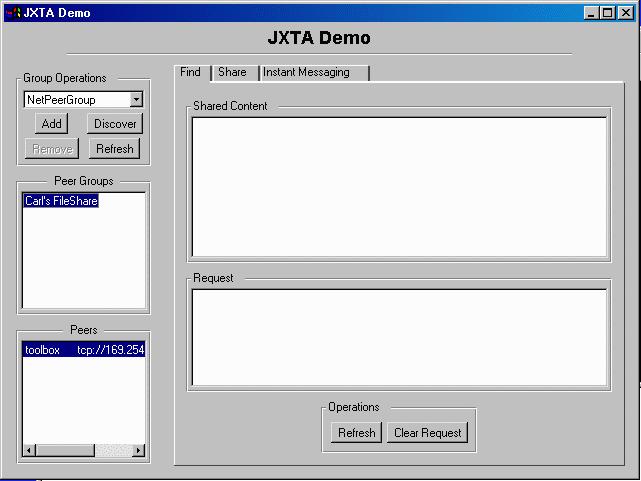 JXTA Demo
JXTA Demo
Group Operations
NetPeerGroup
Add Discover
Remove Refresh
Peer Groups
Carl's FileShare
Peers
toolbox tcp://169.254
Find Share Instant Messaging
Shared Content
Request
Operations
Refresh Clear Request